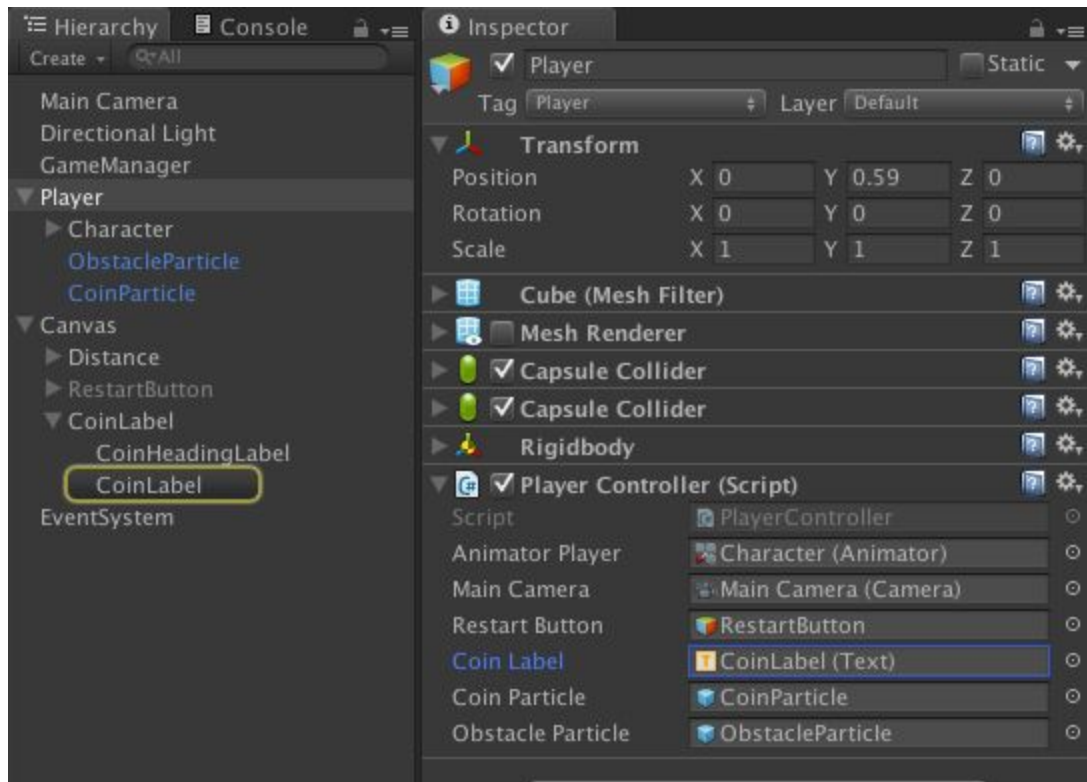 Hierarchy
Console
Create
All
Main Camera
Directional Light
GameManager
Player
Character
ObstacleParticle
CoinParticle
Canvas
Distance
RestartButton
CoinLabel
CoinHeadingLabel
CoinLabel
EventSystem
Inspector
Player Static
Tag Player Layer Default
Transform
Position X 0 Y 0.59 Z 0
Rotation X 0 Y 0 Z 0
Scale X 1 Y 1 Z 1
Cube (Mesh Filter)
Mesh Renderer
Capsule Collider
Capsule Collider
Rigidbody
Player Controller (Script)
Script PlayerController
Animator Player Character (Animator)
Main Camera Main Camera (Camera)
Restart Button RestartButton
Coin Label CoinLabel (Text)
Coin Particle CoinParticle
Obstacle Particle ObstacleParticle